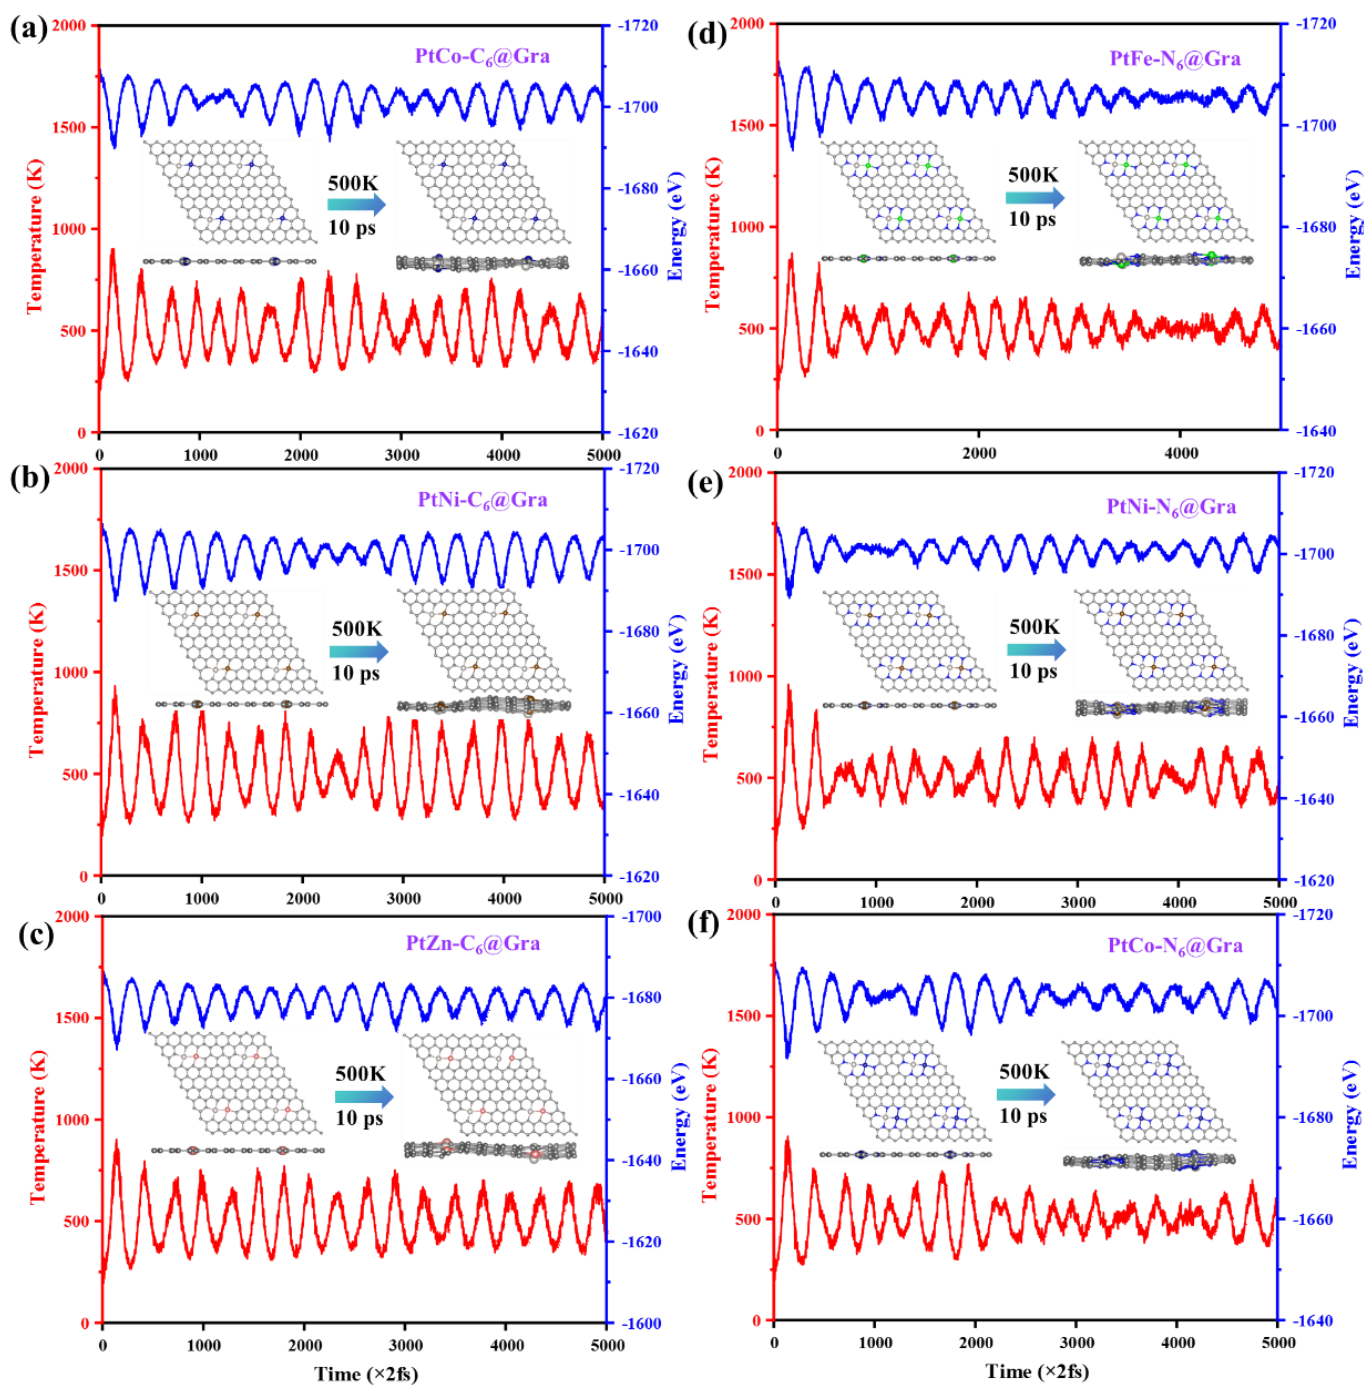 (a)
2000
1500
1000
500
0
Temperature (K)
PtCo-C₆@Gra
500K
10 ps
-1720
-1700
-1680
-1660
-1640
-1620
Energy (eV)
0 1000 2000 3000 4000 5000
(d)
2000
1500
1000
500
0
Temperature (K)
PtFe-N₆@Gra
500K
10 ps
-1720
-1700
-1680
-1660
-1640
Energy (eV)
0 2000 4000
(b)
2000
1500
1000
500
0
Temperature (K)
PtNi-C₆@Gra
500K
10 ps
-1720
-1700
-1680
-1660
-1640
-1620
Energy (eV)
0 1000 2000 3000 4000 5000
(e)
2000
1500
1000
500
0
Temperature (K)
PtNi-N₆@Gra
500K
10 ps
-1720
-1700
-1680
-1660
-1640
-1620
Energy (eV)
0 1000 2000 3000 4000 5000
(c)
2000
1500
1000
500
0
Temperature (K)
PtZn-C₆@Gra
500K
10 ps
-1700
-1680
-1660
-1640
-1620
-1600
Energy (eV)
0 1000 2000 3000 4000 5000
Time (×2fs)
(f)
2000
1500
1000
500
0
Temperature (K)
PtCo-N₆@Gra
500K
10 ps
-1720
-1700
-1680
-1660
-1640
Energy (eV)
0 1000 2000 3000 4000 5000
Time (×2fs)